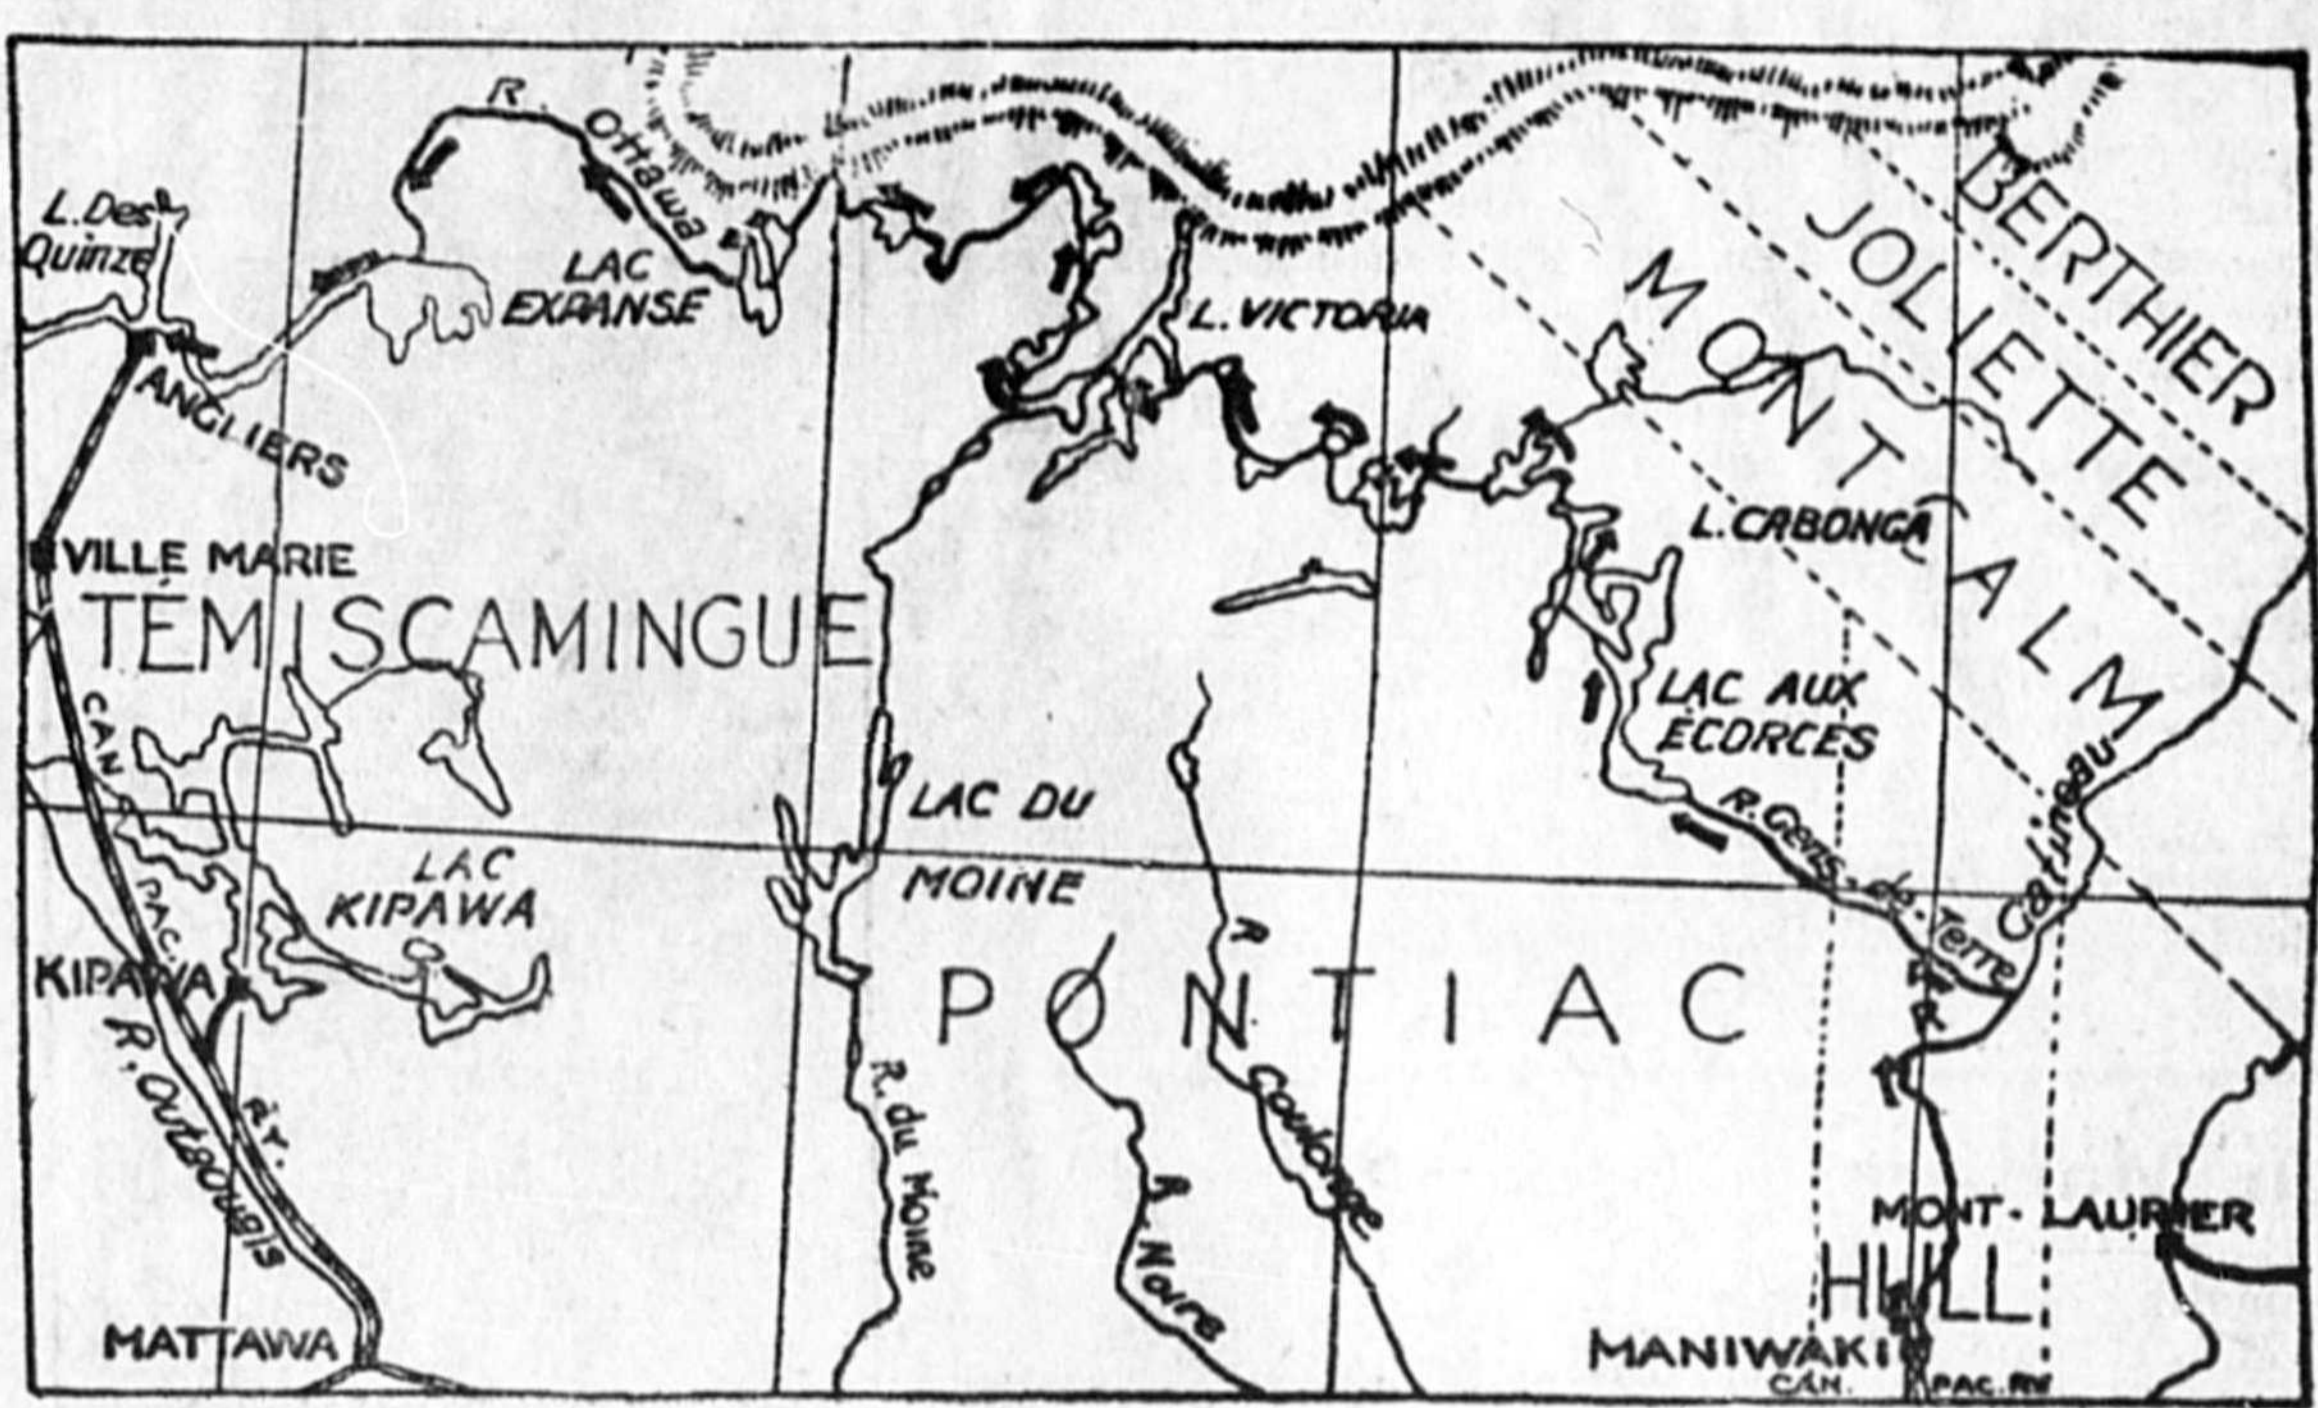 R. Ottawa
L. Des
Quinze
LAC
EXPANSE
L. VICTORIA
BERTHIER
JOLIETTE
MONTCALM
ANGLIERS
VILLE MARIE
TÉMISCAMINGUE
L. CABONGA
LAC AUX
ÉCORCES
CAN. PAC. RY.
LAC DU
MOINE
LAC
KIPAWA
KIPAWA
R. Gens-de-Terre
Gatineau
R
PONTIAC
R. Outaouais
R. du Moine
R. Noire
R Coulonge
MONT-LAURIER
HULL
MATTAWA
MANIWAKI
CAN. PAC. RY